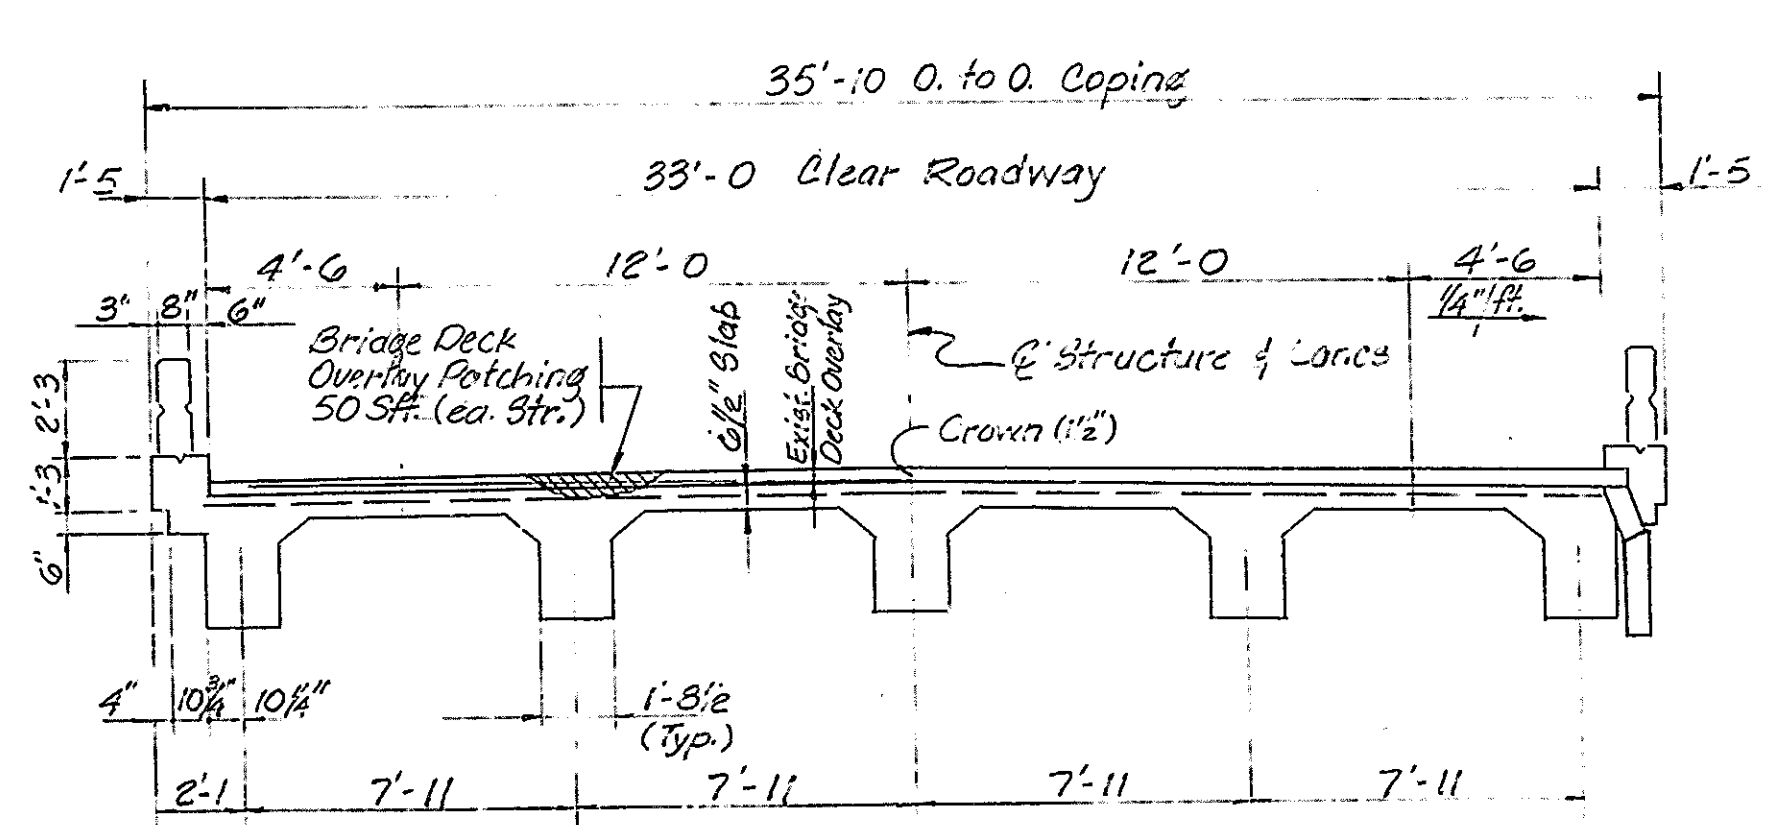 35'-10 O. to O. Coping
1'-5
33'-0 Clear Roadway
1'-5
4'-6
12'-0
12'-0
4'-6
3"
8"
6"
1/4"/ft.
Bridge Deck
Overlay Patching
50 Sft. (ea. Str.)
6 1/2" Slab
Exist. Bridge
Deck Overlay
℄ Structure & Lanes
Crown (1 1/2")
2'-3
1'-3
6"
4"
10 3/4"
10 1/4"
1'-8 1/2
(Typ.)
2'-1
7'-11
7'-11
7'-11
7'-11